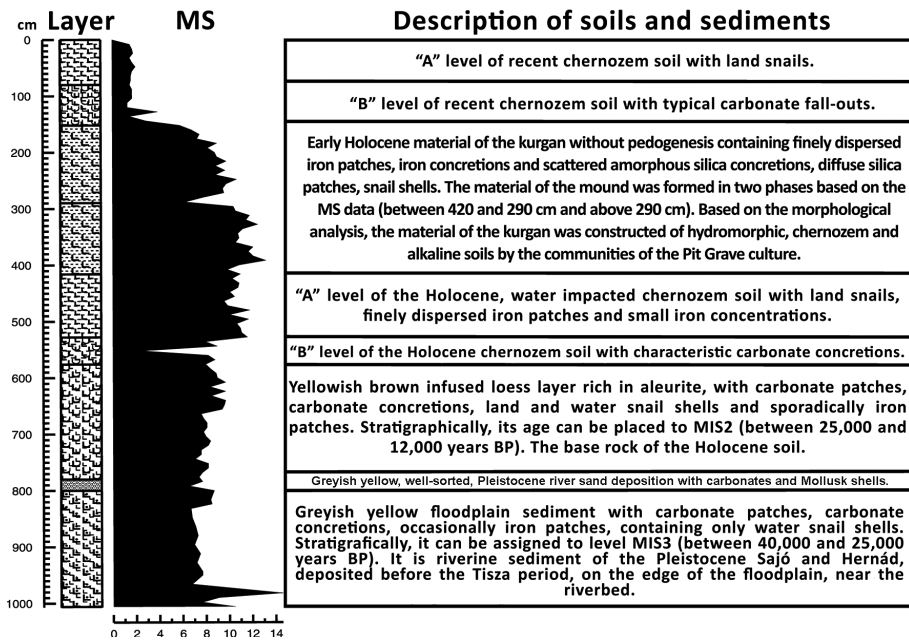 cm Layer MS Description of soils and sediments
0
100
200
300
400
500
600
700
800
900
1000
0 2 4 6 8 10 12 14
“A” level of recent chernozem soil with land snails.
“B” level of recent chernozem soil with typical carbonate fall-outs.
Early Holocene material of the kurgan without pedogenesis containing finely dispersed
iron patches, iron concretions and scattered amorphous silica concretions, diffuse silica
patches, snail shells. The material of the mound was formed in two phases based on the
MS data (between 420 and 290 cm and above 290 cm). Based on the morphological
analysis, the material of the kurgan was constructed of hydromorphic, chernozem and
alkaline soils by the communities of the Pit Grave culture.
“A” level of the Holocene, water impacted chernozem soil with land snails,
finely dispersed iron patches and small iron concentrations.
“B” level of the Holocene chernozem soil with characteristic carbonate concretions.
Yellowish brown infused loess layer rich in aleurite, with carbonate patches,
carbonate concretions, land and water snail shells and sporadically iron
patches. Stratigraphically, its age can be placed to MIS2 (between 25,000 and
12,000 years BP). The base rock of the Holocene soil.
Greyish yellow, well-sorted, Pleistocene river sand deposition with carbonates and Mollusk shells.
Greyish yellow floodplain sediment with carbonate patches, carbonate
concretions, occasionally iron patches, containing only water snail shells.
Stratigrafically, it can be assigned to level MIS3 (between 40,000 and 25,000
years BP). It is riverine sediment of the Pleistocene Sajó and Hernád,
deposited before the Tisza period, on the edge of the floodplain, near the
riverbed.